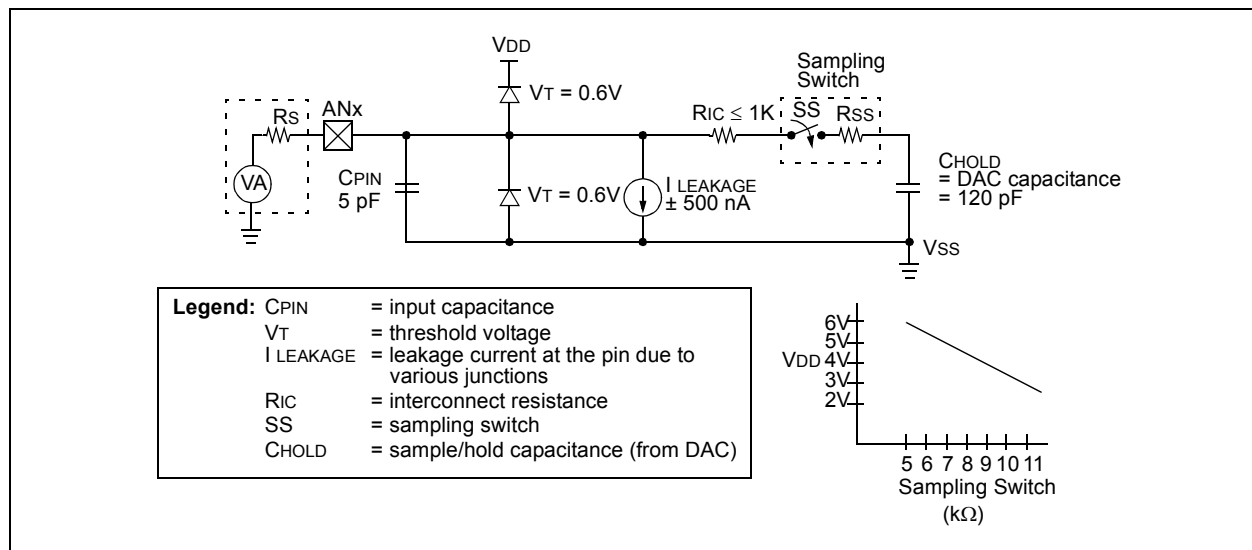 VDD
Sampling
Switch
VT = 0.6V
RS
ANx
RIC ≤ 1K
SS
RSS
VA
CPIN
5 pF
VT = 0.6V
I LEAKAGE
± 500 nA
CHOLD
= DAC capacitance
= 120 pF
VSS
Legend: CPIN = input capacitance
VT = threshold voltage
I LEAKAGE = leakage current at the pin due to
various junctions
RIC = interconnect resistance
SS = sampling switch
CHOLD = sample/hold capacitance (from DAC)
6V
5V
VDD 4V
3V
2V
5 6 7 8 9 10 11
Sampling Switch
(kΩ)